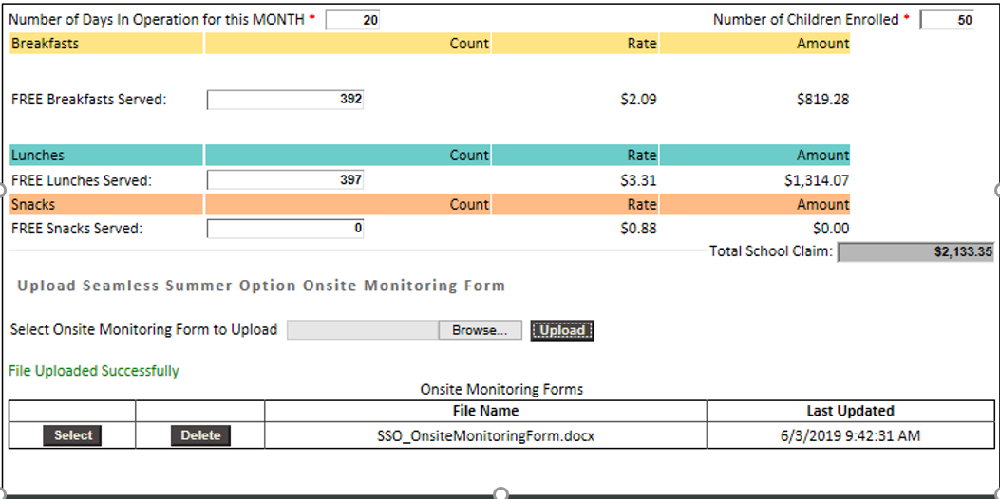 Number of Days In Operation for this MONTH * 20 Number of Children Enrolled * 50
Breakfasts Count Rate Amount
FREE Breakfasts Served: 392 $2.09 $819.28
Lunches Count Rate Amount
FREE Lunches Served: 397 $3.31 $1,314.07
Snacks Count Rate Amount
FREE Snacks Served: 0 $0.88 $0.00
Total School Claim: $2,133.35
Upload Seamless Summer Option Onsite Monitoring Form
Select Onsite Monitoring Form to Upload Browse... Upload
File Uploaded Successfully
Onsite Monitoring Forms
File Name Last Updated
Select Delete SSO_OnsiteMonitoringForm.docx 6/3/2019 9:42:31 AM